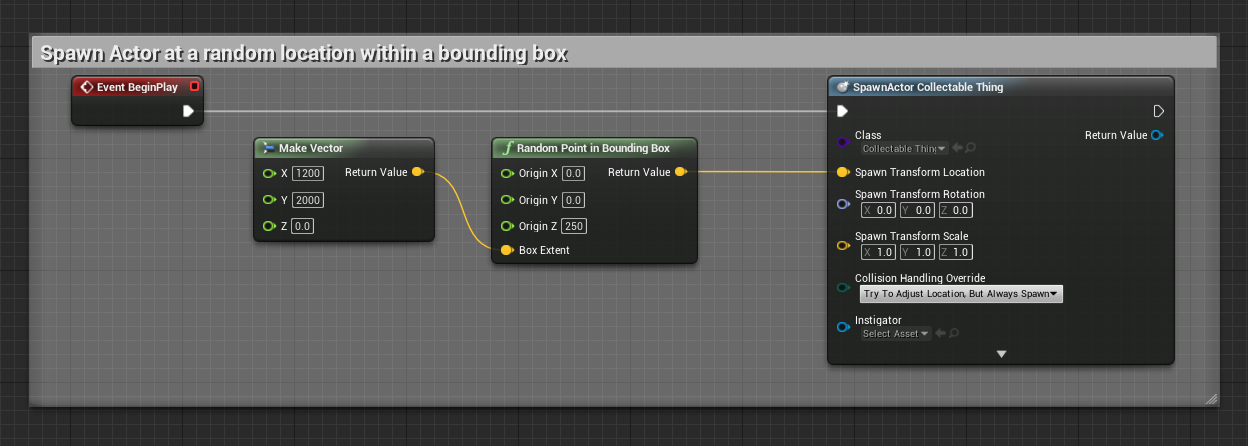 Spawn Actor at a random location within a bounding box
Event BeginPlay
SpawnActor Collectable Thing
Class
Collectable Thing
Return Value
Make Vector
X 1200
Return Value
Y 2000
Z 0.0
Random Point in Bounding Box
Origin X 0.0
Return Value
Origin Y 0.0
Origin Z 250
Box Extent
Spawn Transform Location
Spawn Transform Rotation
X 0.0 Y 0.0 Z 0.0
Spawn Transform Scale
X 1.0 Y 1.0 Z 1.0
Collision Handling Override
Try To Adjust Location, But Always Spawn
Instigator
Select Asset